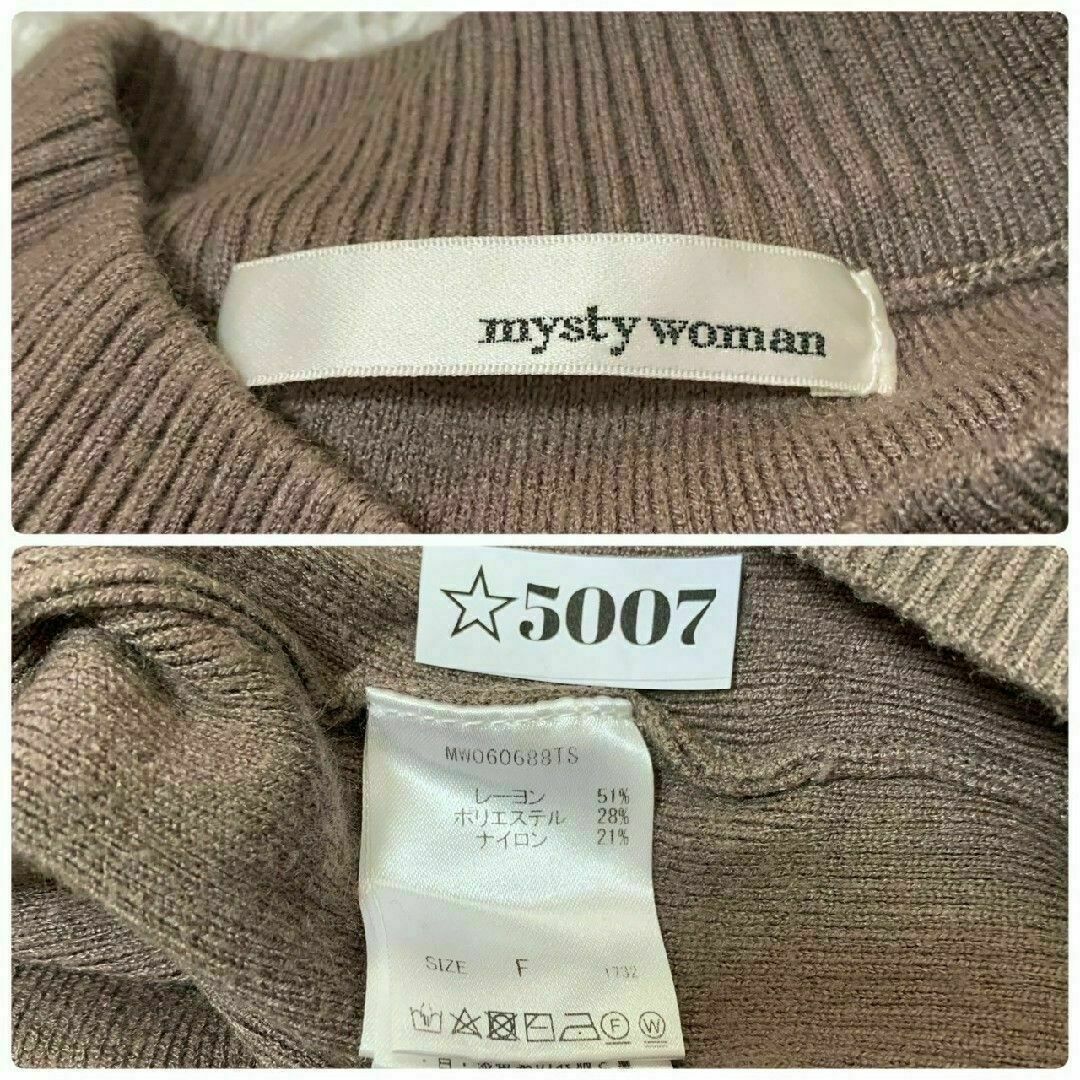 mysty woman
☆5007
MW060688TS
レーヨン 51%
ポリエステル 28%
ナイロン 21%
SIZE F 1732
F W